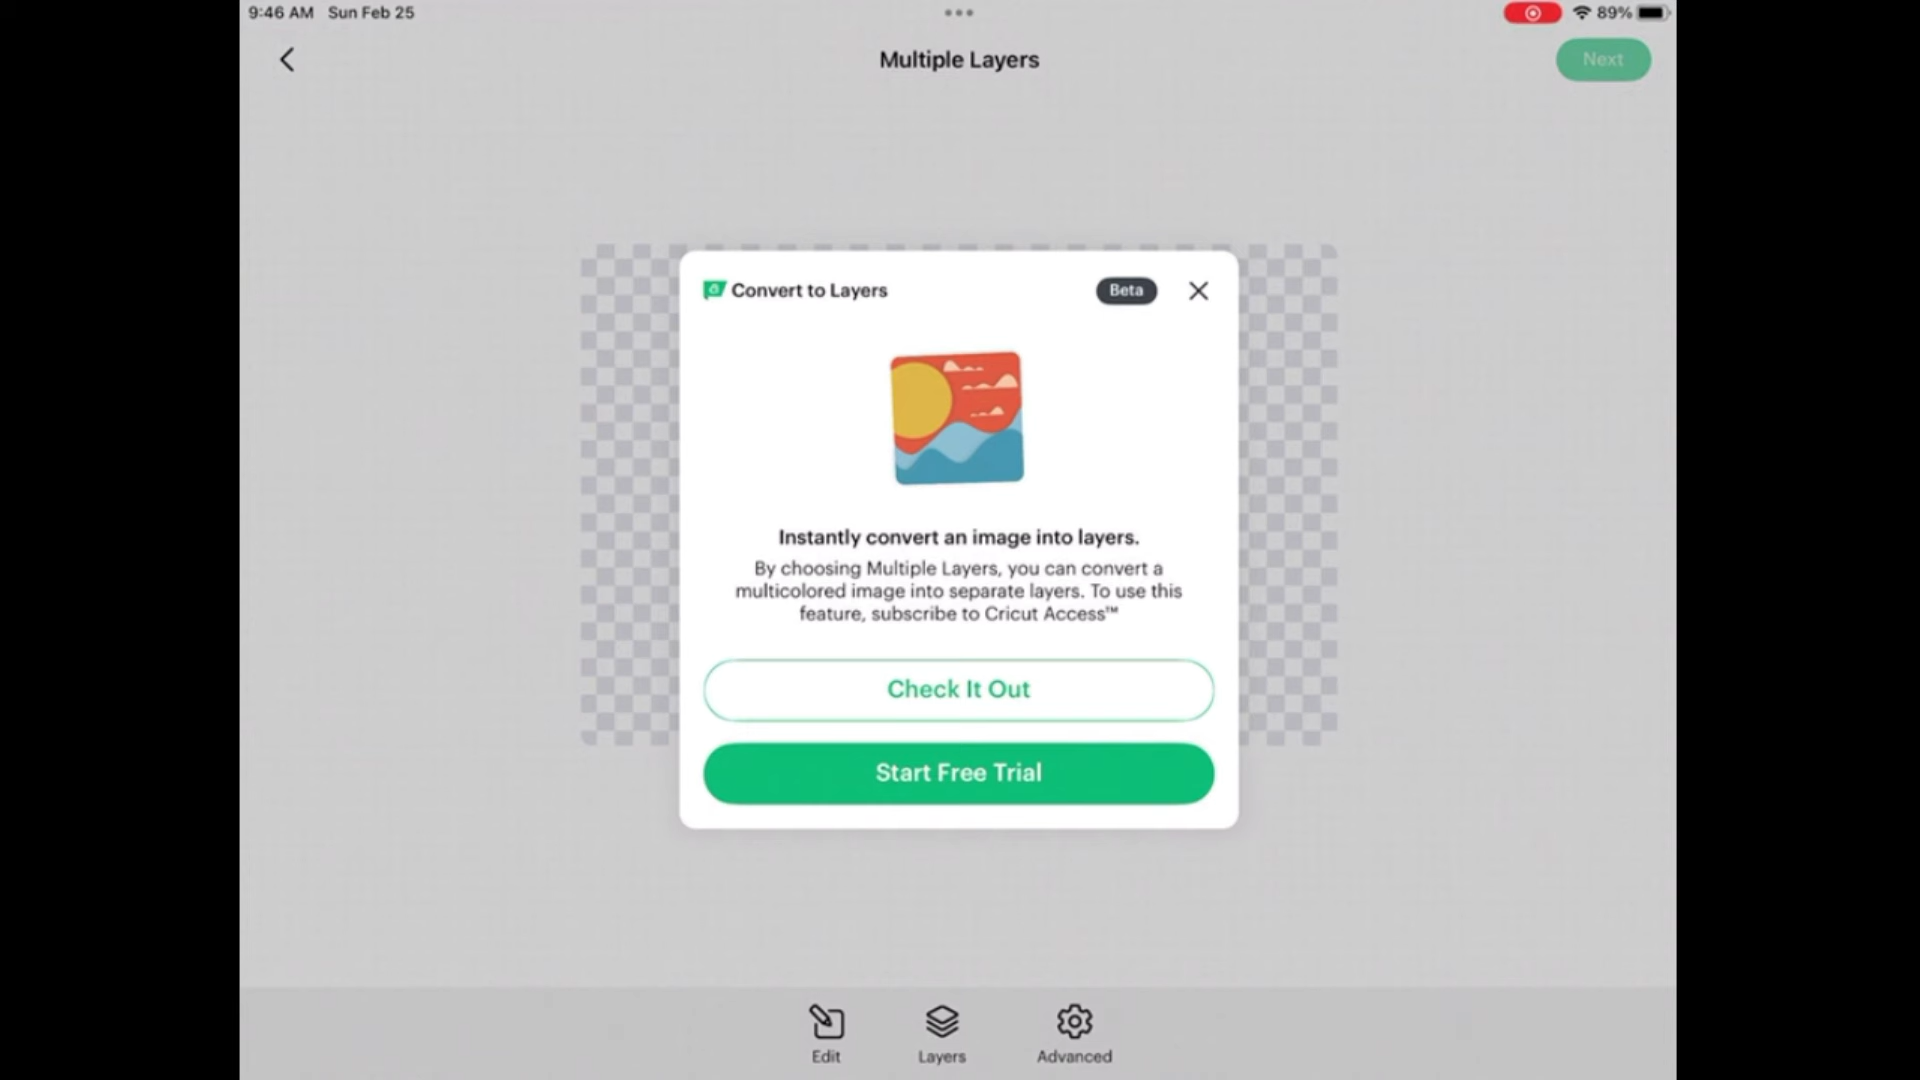 9:46 AM Sun Feb 25
89%
Multiple Layers
Next
Convert to Layers
Beta
Instantly convert an image into layers.
By choosing Multiple Layers, you can convert a
multicolored image into separate layers. To use this
feature, subscribe to Cricut Access™
Check It Out
Start Free Trial
Edit
Layers
Advanced